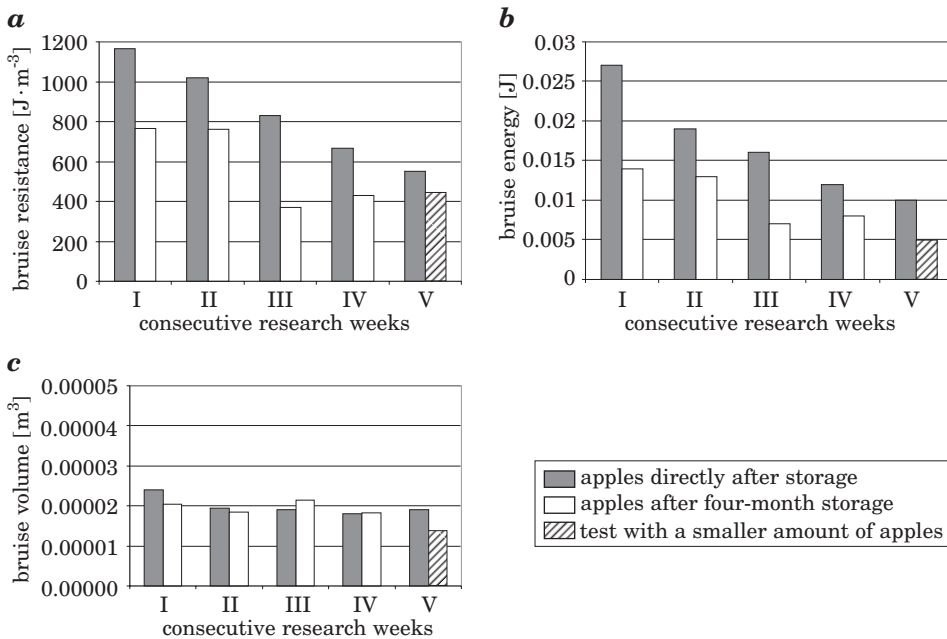 a
bruise resistance [J · m⁻³]
1200
1000
800
600
400
200
0
I II III IV V
consecutive research weeks
b
bruise energy [J]
0.03
0.025
0.02
0.015
0.01
0.005
0
I II III IV V
consecutive research weeks
c
bruise volume [m³]
0.00005
0.00004
0.00003
0.00002
0.00001
0.00000
I II III IV V
consecutive research weeks
apples directly after storage
apples after four-month storage
test with a smaller amount of apples